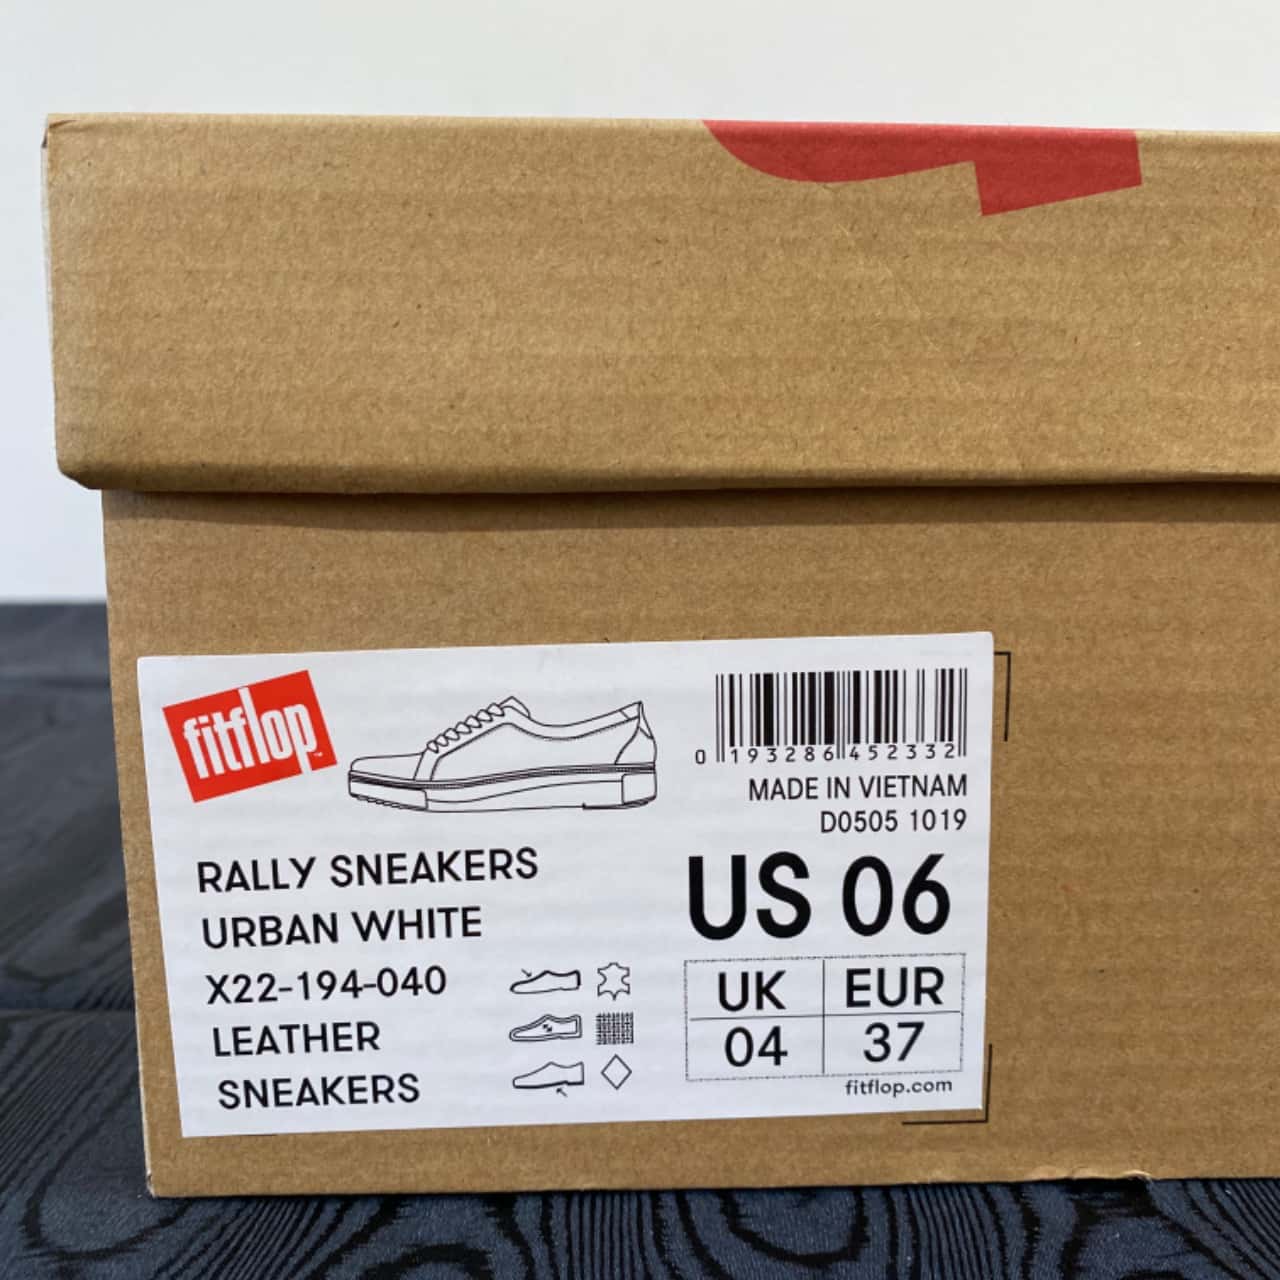 fitflop™
0 193286 452332
MADE IN VIETNAM
D0505 1019
RALLY SNEAKERS
URBAN WHITE
X22-194-040
LEATHER
SNEAKERS
US 06
UK EUR
04 37
fitflop.com